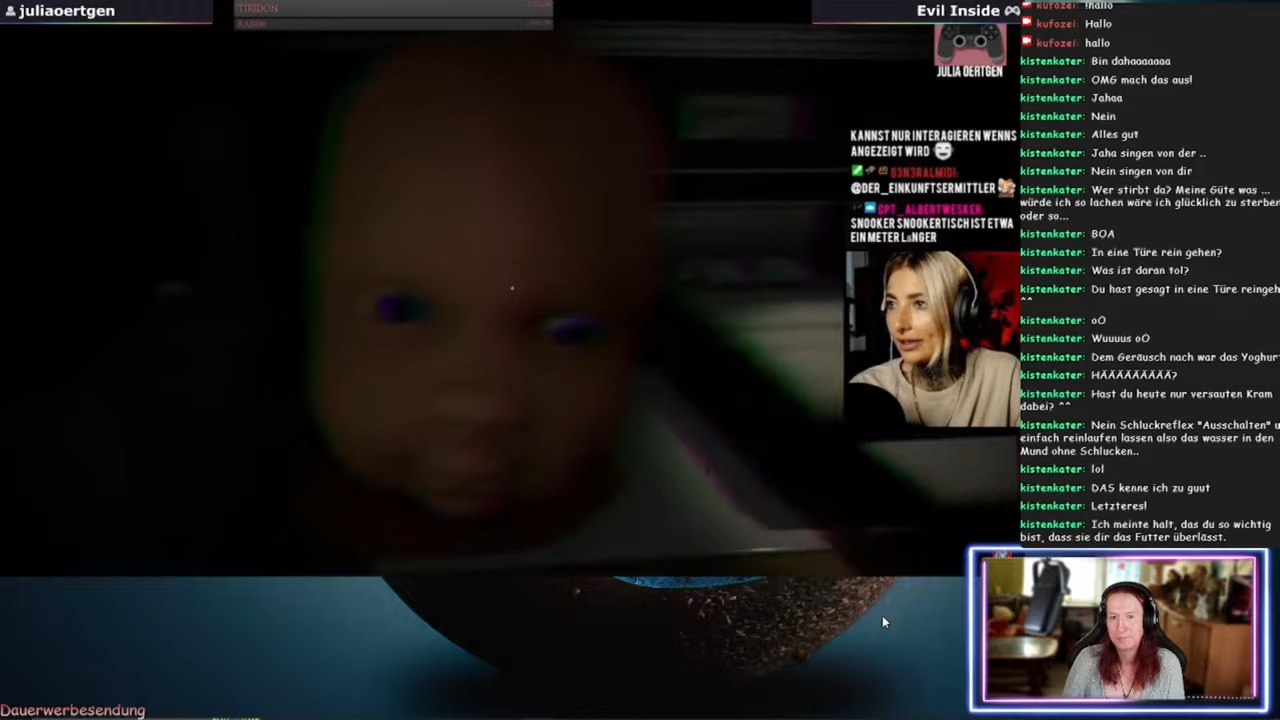 juliaoertgen
TIRIDON
Evil Inside
JULIA OERTGEN
KANNST NUR INTERAGIEREN WENNS
ANGEZEIGT WIRD
D3N3RALMIDI:
@DER_EINKUNFTSERMITTLER
CPT_ALBERTWESKER:
SNOOKER SNOOKERTISCH IST ETWA
EIN METER LÄNGER
kufozei: !hallo
kufozei: Hallo
kufozei: hallo
kistenkater: Bin dahaaaaaaa
kistenkater: OMG mach das aus!
kistenkater: Jahaa
kistenkater: Nein
kistenkater: Alles gut
kistenkater: Jaha singen von der ..
kistenkater: Nein singen von dir
kistenkater: Wer stirbt da? Meine Güte was ...
würde ich so lachen wäre ich glücklich zu sterben
oder so...
kistenkater: BOA
kistenkater: In eine Türe rein gehen?
kistenkater: Was ist daran tol?
kistenkater: Du hast gesagt in eine Türe reingeh
^^
kistenkater: oO
kistenkater: Wuuuus oO
kistenkater: Dem Geräusch nach war das Yoghur
kistenkater: HÄÄÄÄÄÄÄÄÄ?
kistenkater: Hast du heute nur versauten Kram
dabei? ^^
kistenkater: Nein Schluckreflex "Ausschalten" u
einfach reinlaufen lassen also das wasser in den
Mund ohne Schlucken..
kistenkater: lol
kistenkater: DAS kenne ich zu guut
kistenkater: Letzteres!
kistenkater: Ich meinte halt, das du so wichtig
bist, dass sie dir das Futter überlässt.
Dauerwerbesendung